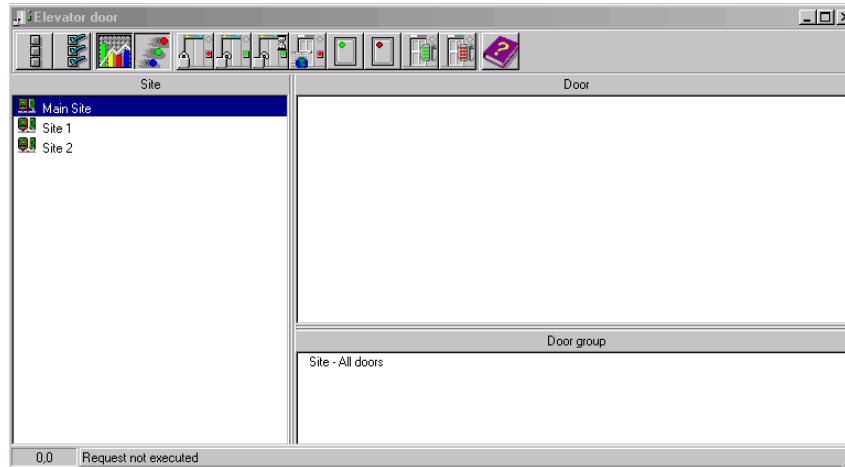 Elevator door
Site
Door
Main Site
Site 1
Site 2
Door group
Site - All doors
0,0 Request not executed